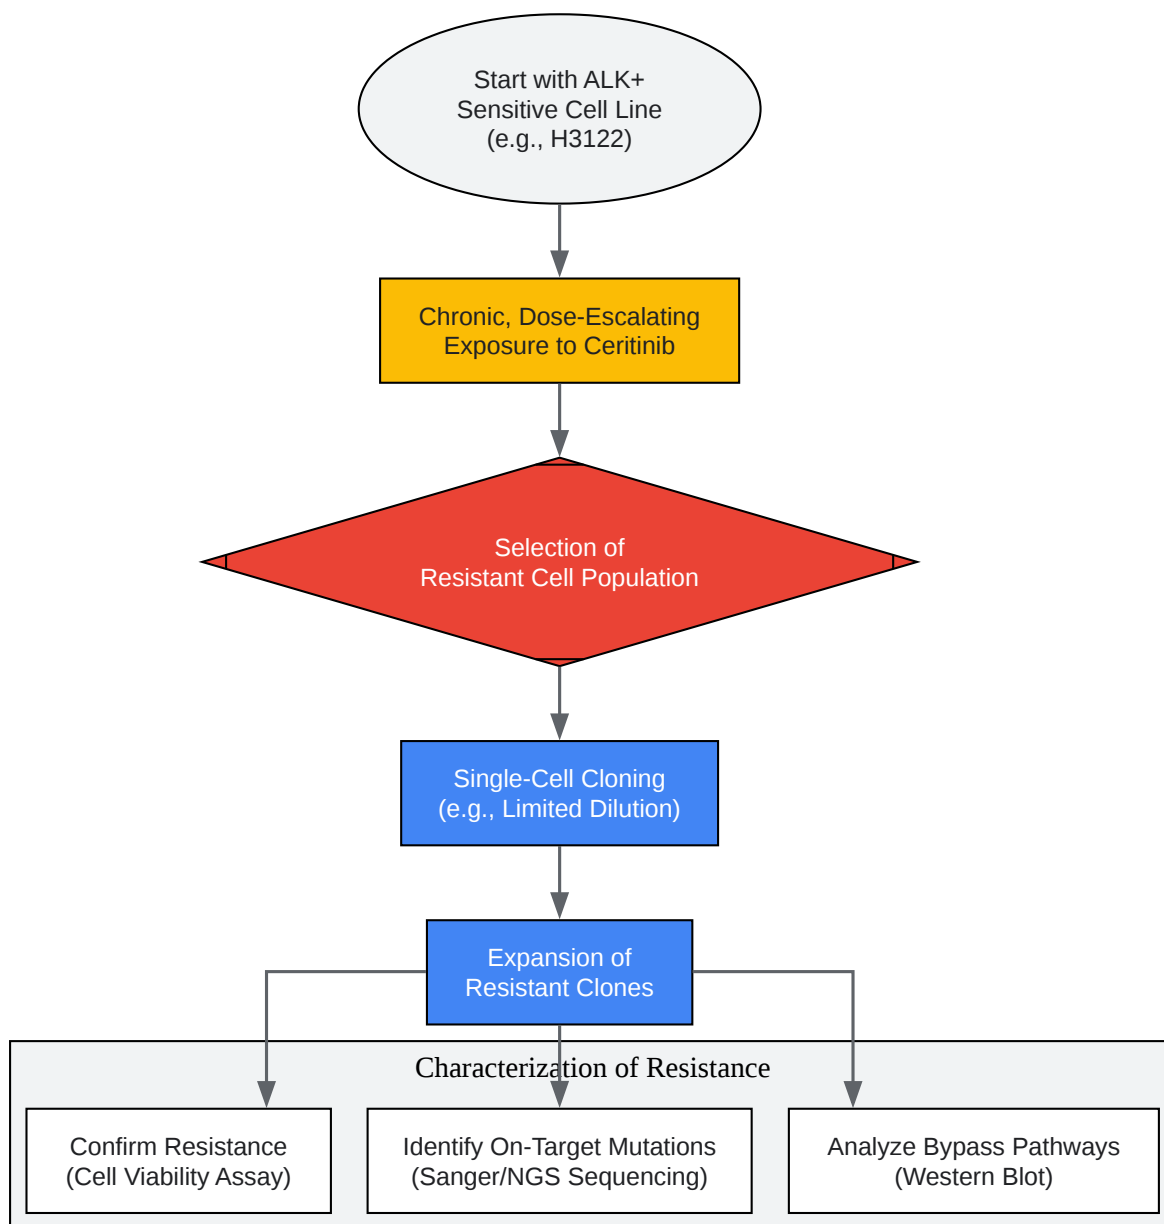 Start with ALK+
Sensitive Cell Line
(e.g., H3122)
Chronic, Dose-Escalating
Exposure to Ceritinib
Selection of
Resistant Cell Population
Single-Cell Cloning
(e.g., Limited Dilution)
Expansion of
Resistant Clones
Characterization of Resistance
Confirm Resistance
(Cell Viability Assay)
Identify On-Target Mutations
(Sanger/NGS Sequencing)
Analyze Bypass Pathways
(Western Blot)